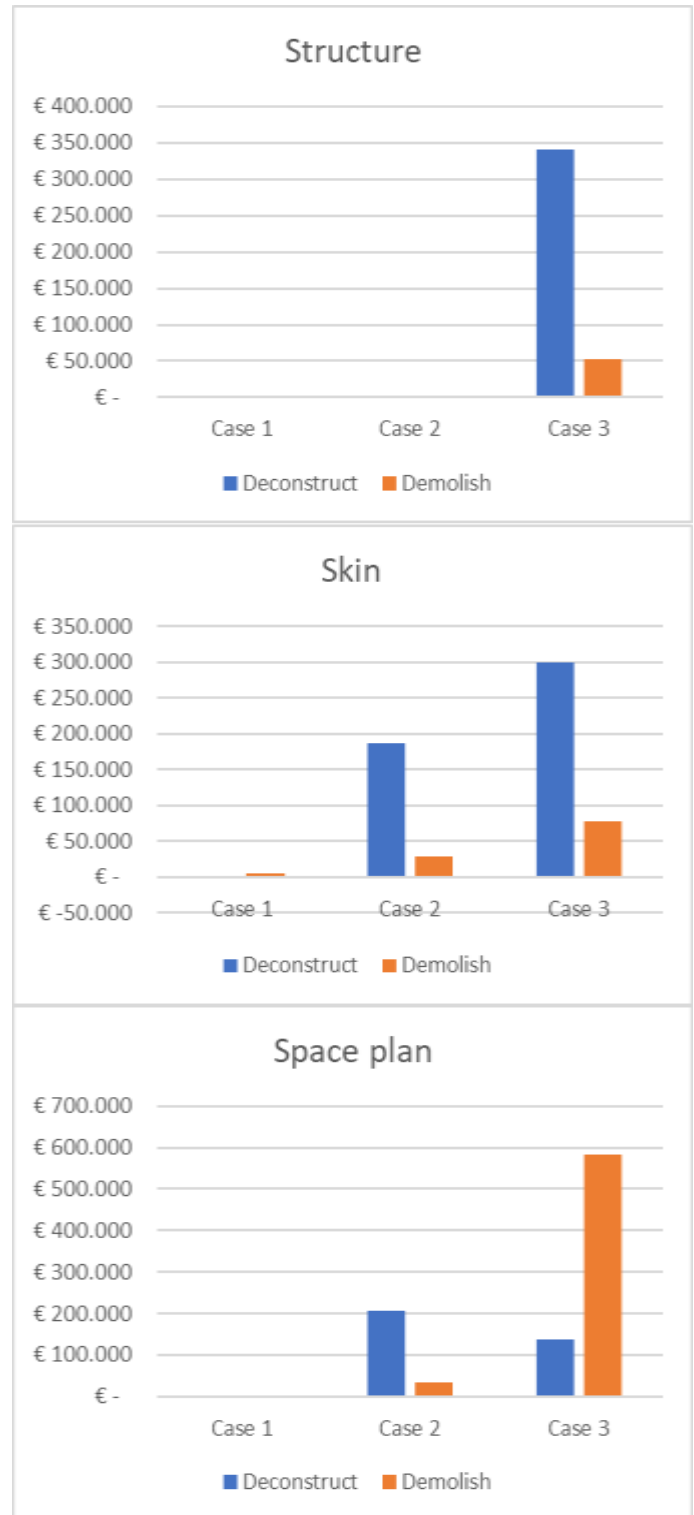 Structure
€ 400.000
€ 350.000
€ 300.000
€ 250.000
€ 200.000
€ 150.000
€ 100.000
€ 50.000
€ -
Case 1 Case 2 Case 3
Deconstruct Demolish
Skin
€ 350.000
€ 300.000
€ 250.000
€ 200.000
€ 150.000
€ 100.000
€ 50.000
€ -
€ -50.000
Case 1 Case 2 Case 3
Deconstruct Demolish
Space plan
€ 700.000
€ 600.000
€ 500.000
€ 400.000
€ 300.000
€ 200.000
€ 100.000
€ -
Case 1 Case 2 Case 3
Deconstruct Demolish